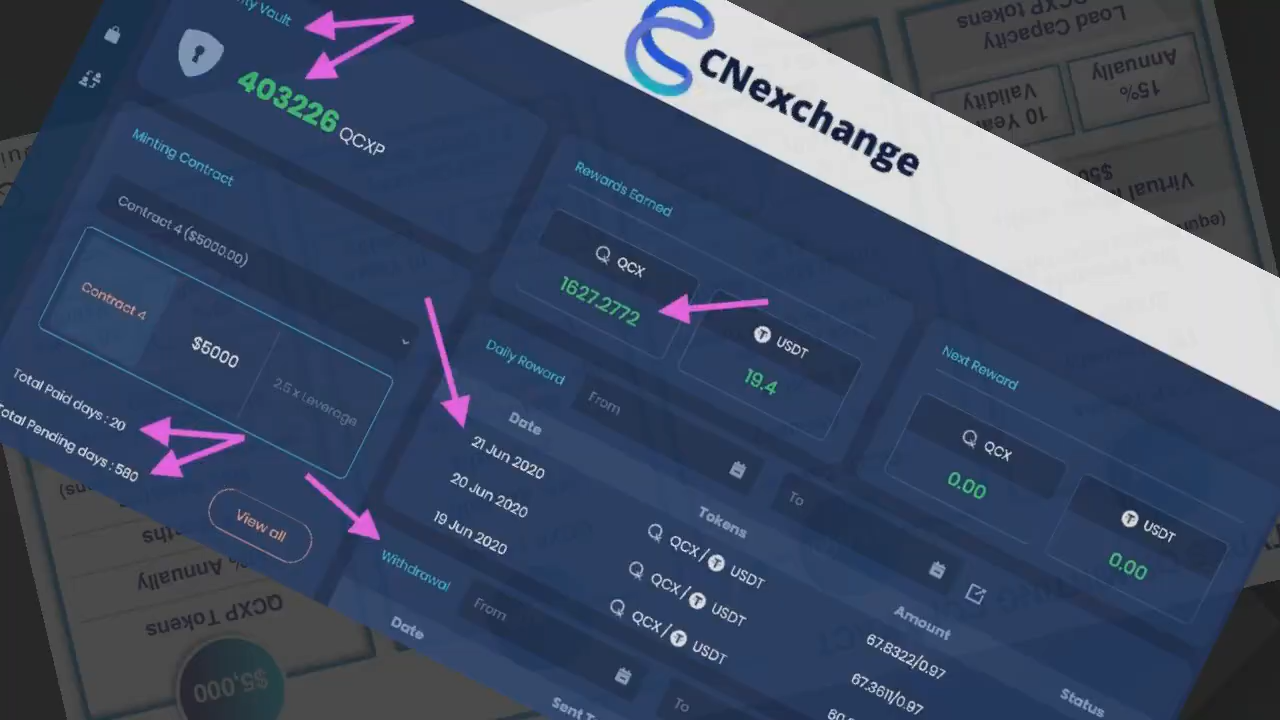 Vault
403226 QCXP
CNexchange
Minting Contract
Contract 4 ($5000.00)
Contract 4
$5000
2.5 x Leverage
Total Paid days : 20
Total Pending days : 580
View all
Rewards Earned
QCX
1627.2772
USDT
19.4
Next Reward
QCX
0.00
USDT
0.00
Daily Reward
From
To
Date
Tokens
Amount
Status
21 Jun 2020
QCX / USDT
67.8322/0.97
20 Jun 2020
QCX / USDT
67.3611/0.97
19 Jun 2020
QCX / USDT
Withdrawal
From
To
Date
Load Capacity
QCXP tokens
15%
Annually
10 Year
Validity
$50
Virtual
Annually
QCXP Tokens
$5,000